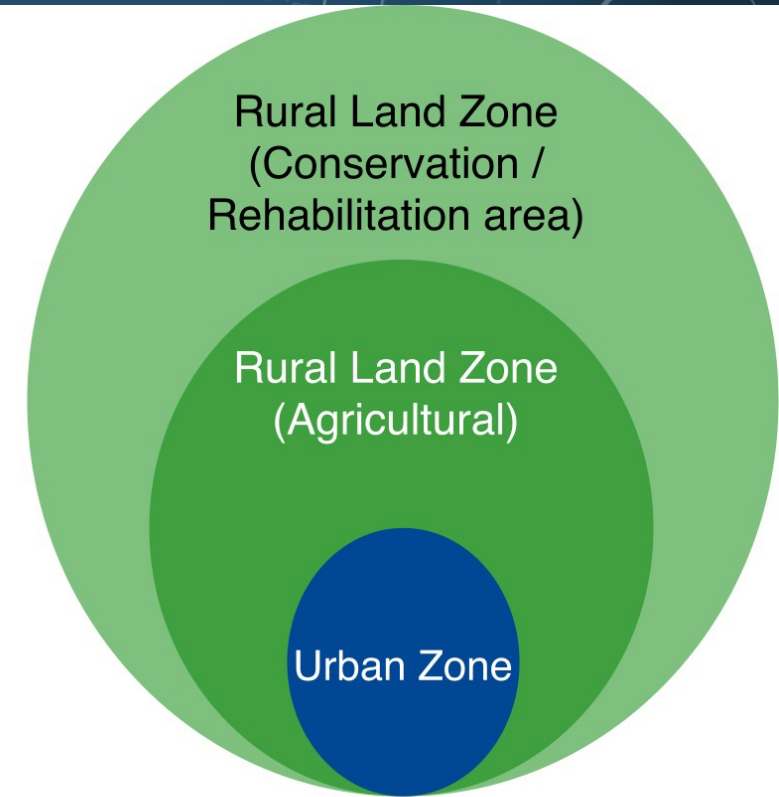 Rural Land Zone
(Conservation /
Rehabilitation area)
Rural Land Zone
(Agricultural)
Urban Zone